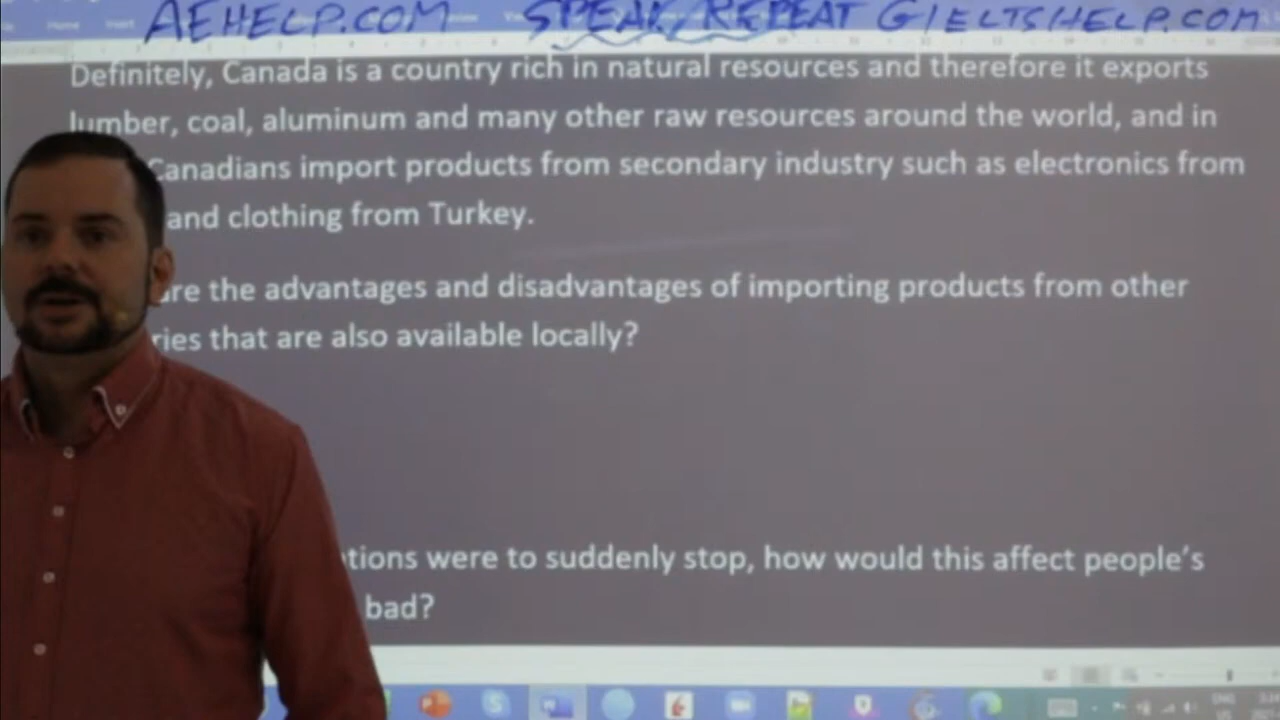 AEHELP.COM SPEAK, REPEAT GIELTSHELP.COM
Home Insert
Definitely, Canada is a country rich in natural resources and therefore it exports
lumber, coal, aluminum and many other raw resources around the world, and in
Canadians import products from secondary industry such as electronics from
and clothing from Turkey.
are the advantages and disadvantages of importing products from other
ries that are also available locally?
tions were to suddenly stop, how would this affect people's
bad?